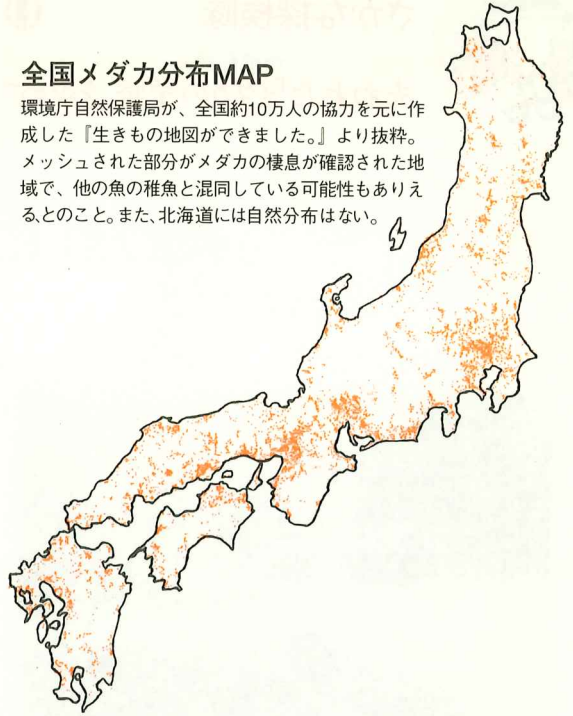 全国メダカ分布MAP
環境庁自然保護局が、全国約10万人の協力を元に作
成した『生きもの地図ができました。』より抜粋。
メッシュされた部分がメダカの棲息が確認された地
域で、他の魚の稚魚と混同している可能性もありえ
る、とのこと。また、北海道には自然分布はない。